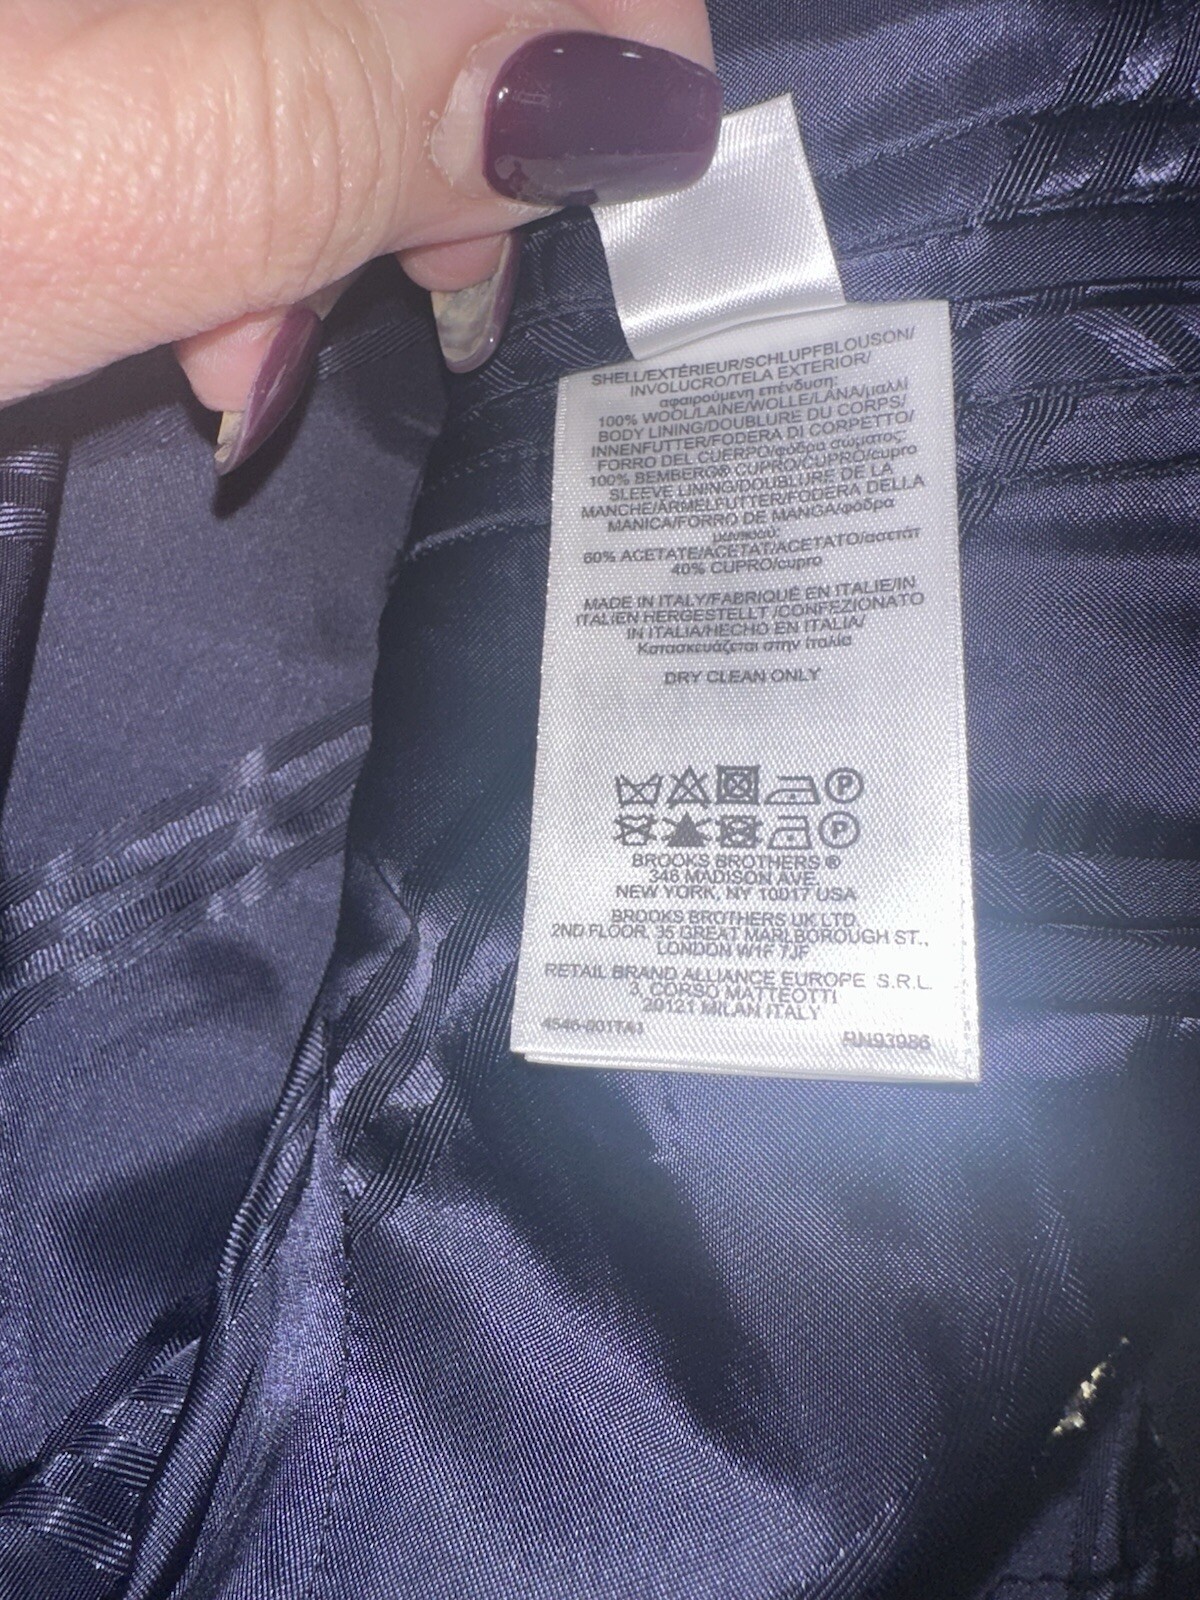 SHELL/EXTÉRIEUR/SCHLUPFBLOUSON/
INVOLUCRO/TELA EXTERIOR/
αφαιρούμενη επένδυση:
100% WOOL/LAINE/WOLLE/LANA/μαλλί
BODY LINING/DOUBLURE DU CORPS/
INNENFUTTER/FODERA DI CORPETTO/
FORRO DEL CUERPO/φόδρα σώματος:
100% BEMBERG® CUPRO/CUPRO/cupro
SLEEVE LINING/DOUBLURE DE LA
MANCHE/ÄRMELFUTTER/FODERA DELLA
MANICA/FORRO DE MANGA/φόδρα
μανικιού:
60% ACETATE/ACETAT/ACETATO/ασετάτ
40% CUPRO/cupro
MADE IN ITALY/FABRIQUÉ EN ITALIE/IN
ITALIEN HERGESTELLT /CONFEZIONATO
IN ITALIA/HECHO EN ITALIA/
Κατασκευάζεται στην Ιταλία
DRY CLEAN ONLY
P
P
BROOKS BROTHERS ®
346 MADISON AVE.
NEW YORK, NY 10017 USA
BROOKS BROTHERS UK LTD.
2ND FLOOR, 35 GREAT MARLBOROUGH ST.,
LONDON W1F 7JF
RETAIL BRAND ALLIANCE EUROPE S.R.L.
3, CORSO MATTEOTTI
20121 MILAN ITALY
4546-001TA1 RN93986